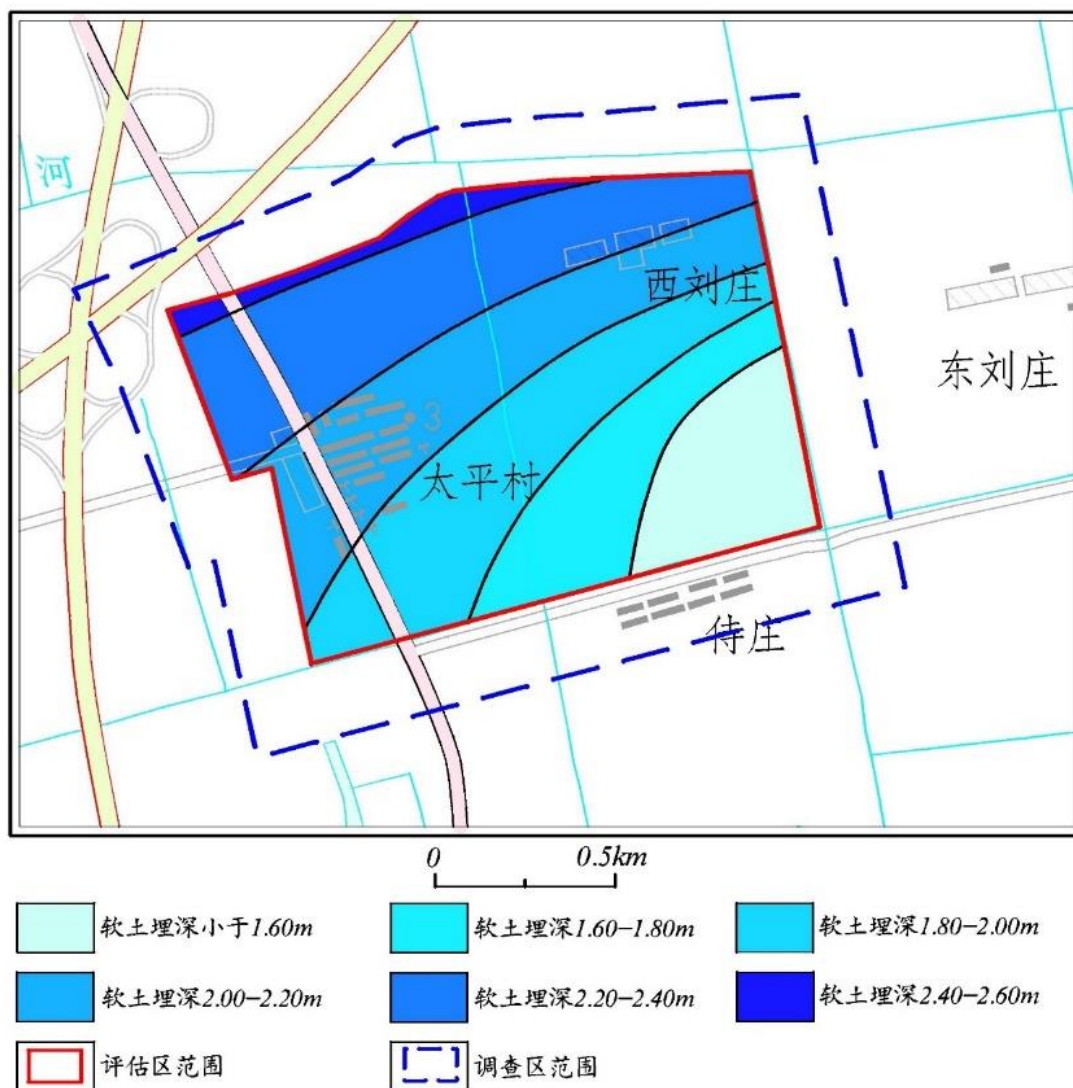 河
西刘庄
东刘庄
3
太平村
侍庄
0 0.5km
软土埋深小于1.60m 软土埋深1.60-1.80m 软土埋深1.80-2.00m
软土埋深2.00-2.20m 软土埋深2.20-2.40m 软土埋深2.40-2.60m
评估区范围 调查区范围